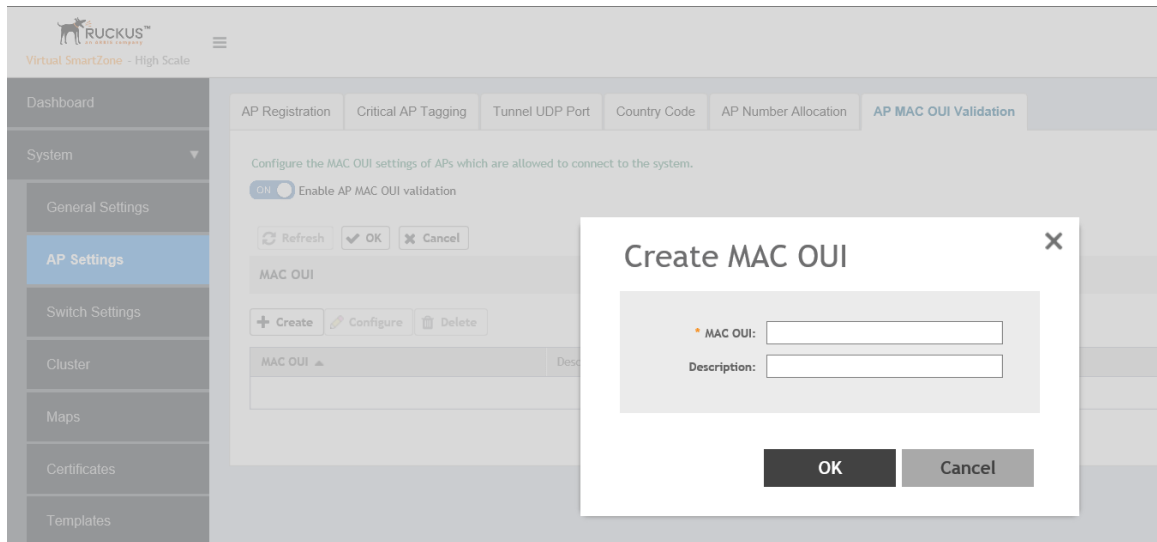 RUCKUS™
Virtual SmartZone - High Scale
Dashboard
System
General Settings
AP Settings
Switch Settings
Cluster
Maps
Certificates
Templates
AP Registration
Critical AP Tagging
Tunnel UDP Port
Country Code
AP Number Allocation
AP MAC OUI Validation
Configure the MAC OUI settings of APs which are allowed to connect to the system.
ON Enable AP MAC OUI validation
Refresh OK Cancel
MAC OUI
Create Configure Delete
MAC OUI
Desc
Create MAC OUI
* MAC OUI:
Description:
OK Cancel